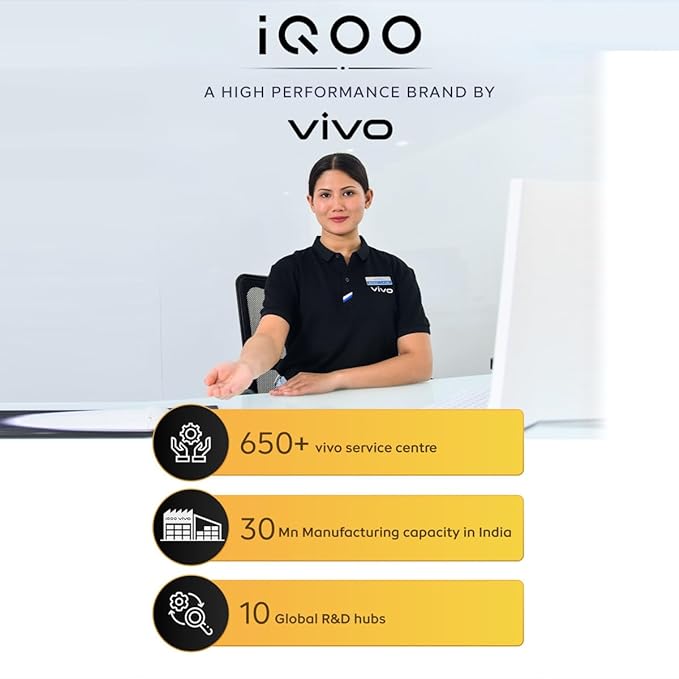 iQOO
A HIGH PERFORMANCE BRAND BY
vivo
vivo
650+ vivo service centre
iQOO vivo
30 Mn Manufacturing capacity in India
10 Global R&D hubs